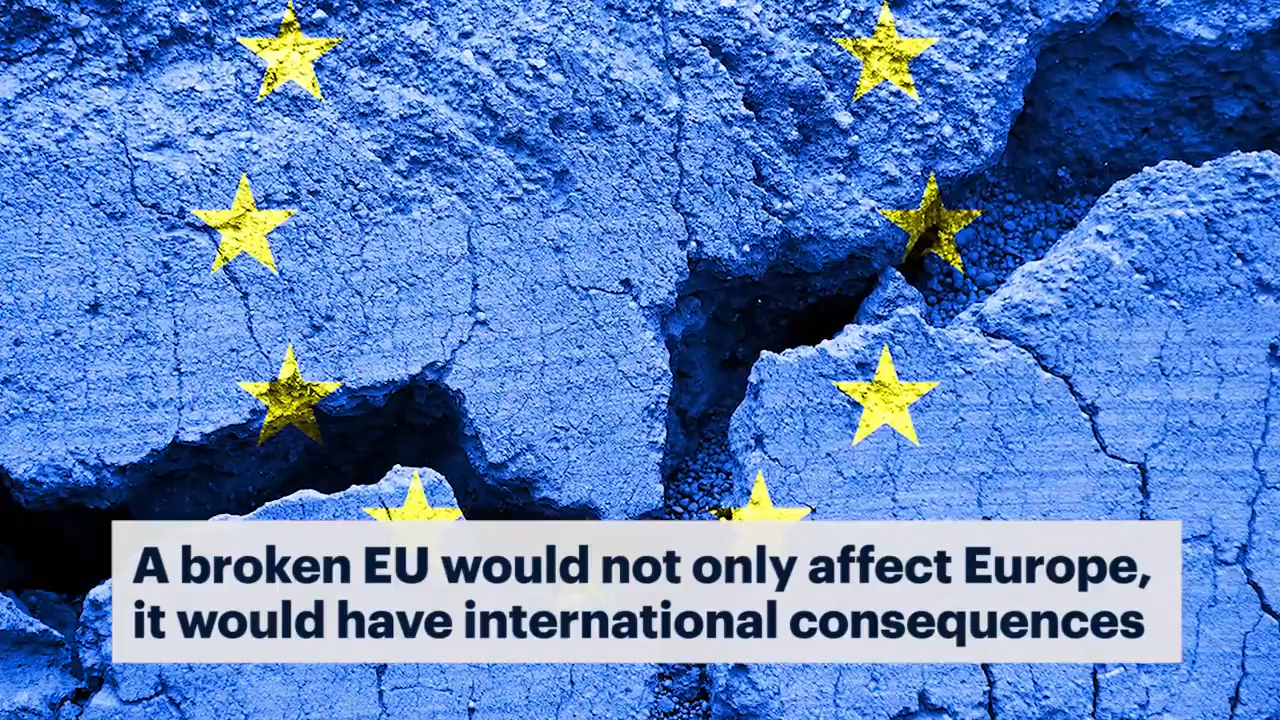 A broken EU would not only affect Europe,
it would have international consequences